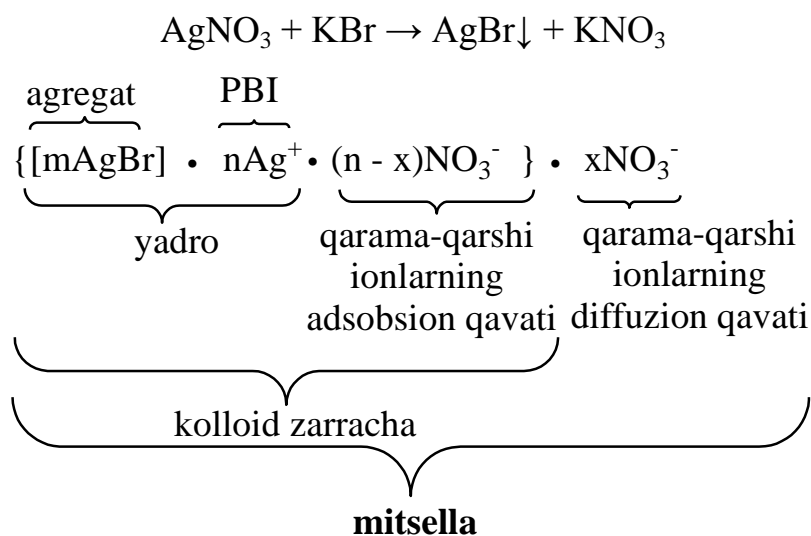 AgNO₃ + KBr → AgBr↓ + KNO₃
agregat PBI
{[mAgBr] • nAg⁺ • (n - x)NO₃⁻ } • xNO₃⁻
yadro
qarama-qarshi
ionlarning
adsobsion qavati
qarama-qarshi
ionlarning
diffuzion qavati
kolloid zarracha
mitsella